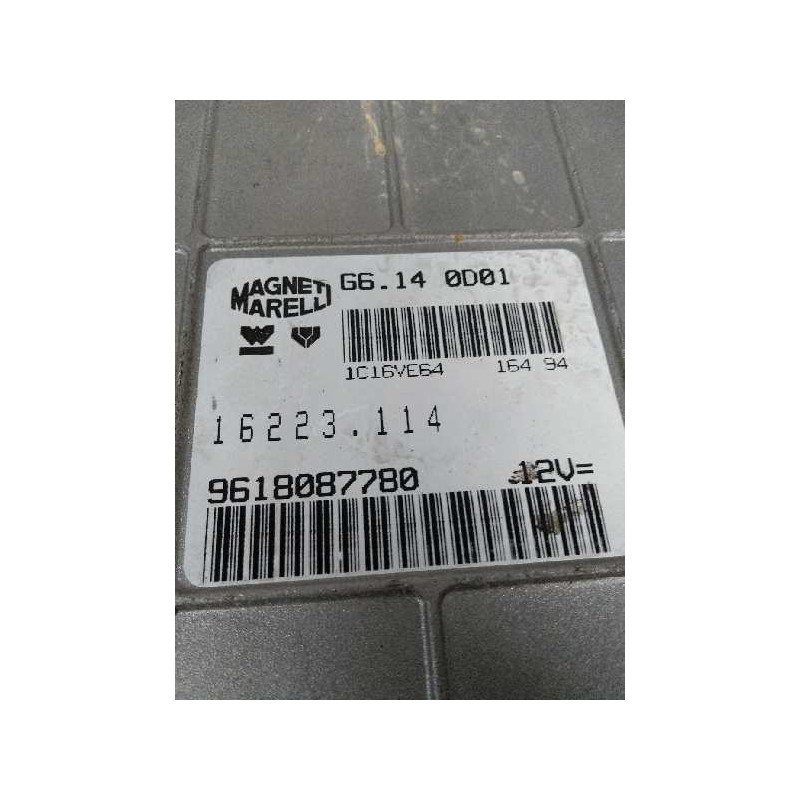 MAGNETI MARELLI
G6.14 0D01
1C16VE64 164 94
16223.114
9618087780 12V=